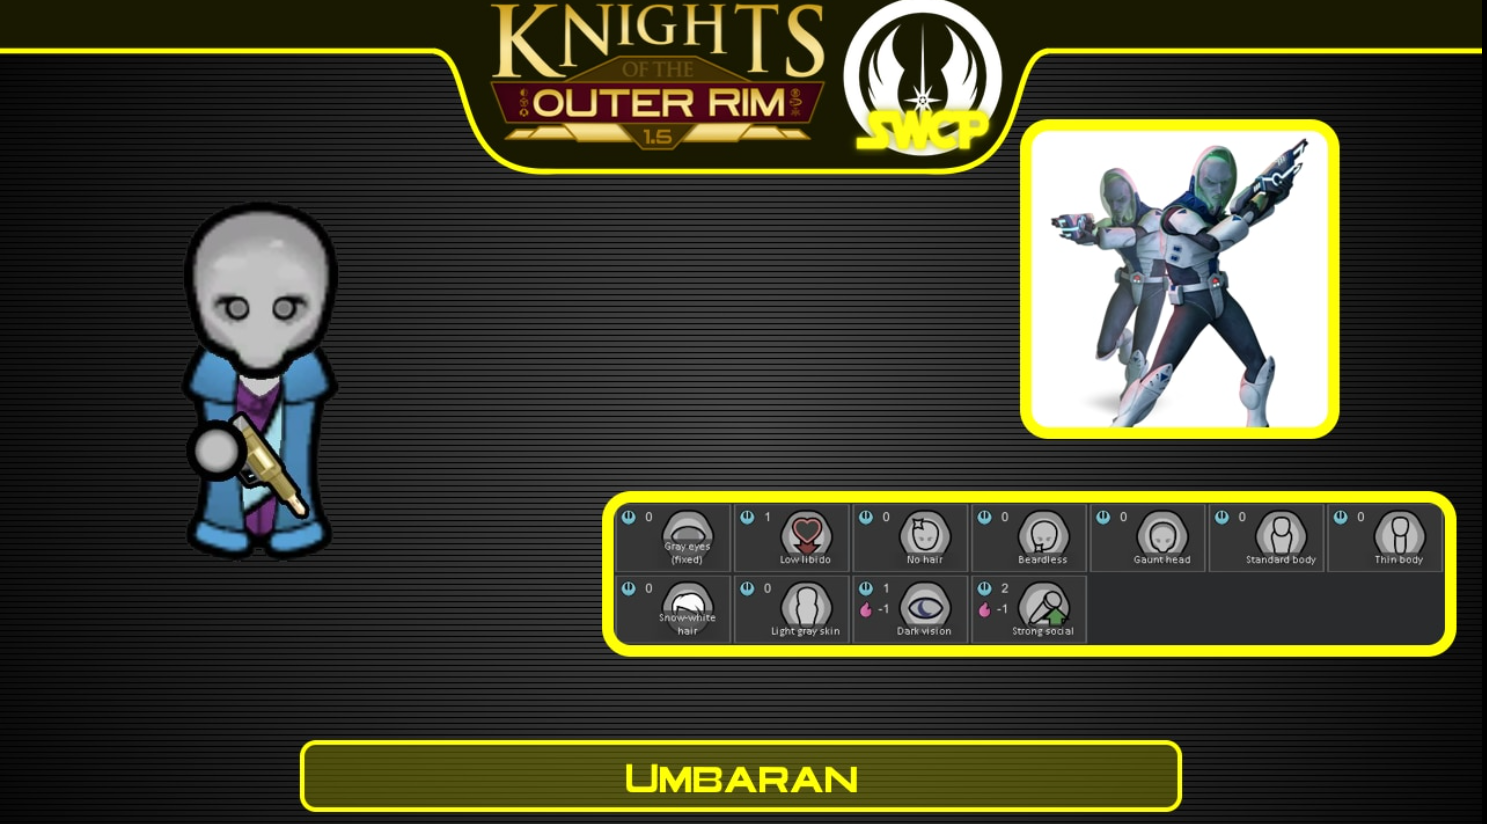 KNIGHTS
OF THE
OUTER RIM
1.5
SWCP
0
Gray eyes
(fixed)
1
Low libido
0
No hair
0
Beardless
0
Gaunt head
0
Standard body
0
Thin body
0
Snow-white
hair
0
Light gray skin
1
-1
Dark vision
2
-1
Strong social
UMBARAN